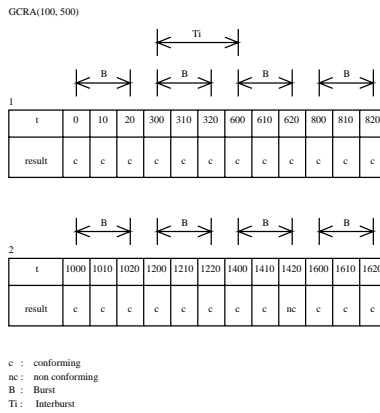 GCRA(100, 500)
Ti
B B B B
1
t 0 10 20 300 310 320 600 610 620 800 810 820
result c c c c c c c c c c c c
B B B B
2
t 1000 1010 1020 1200 1210 1220 1400 1410 1420 1600 1610 1620
result c c c c c c c c nc c c c
c : conforming
nc : non conforming
B : Burst
Ti : Interburst